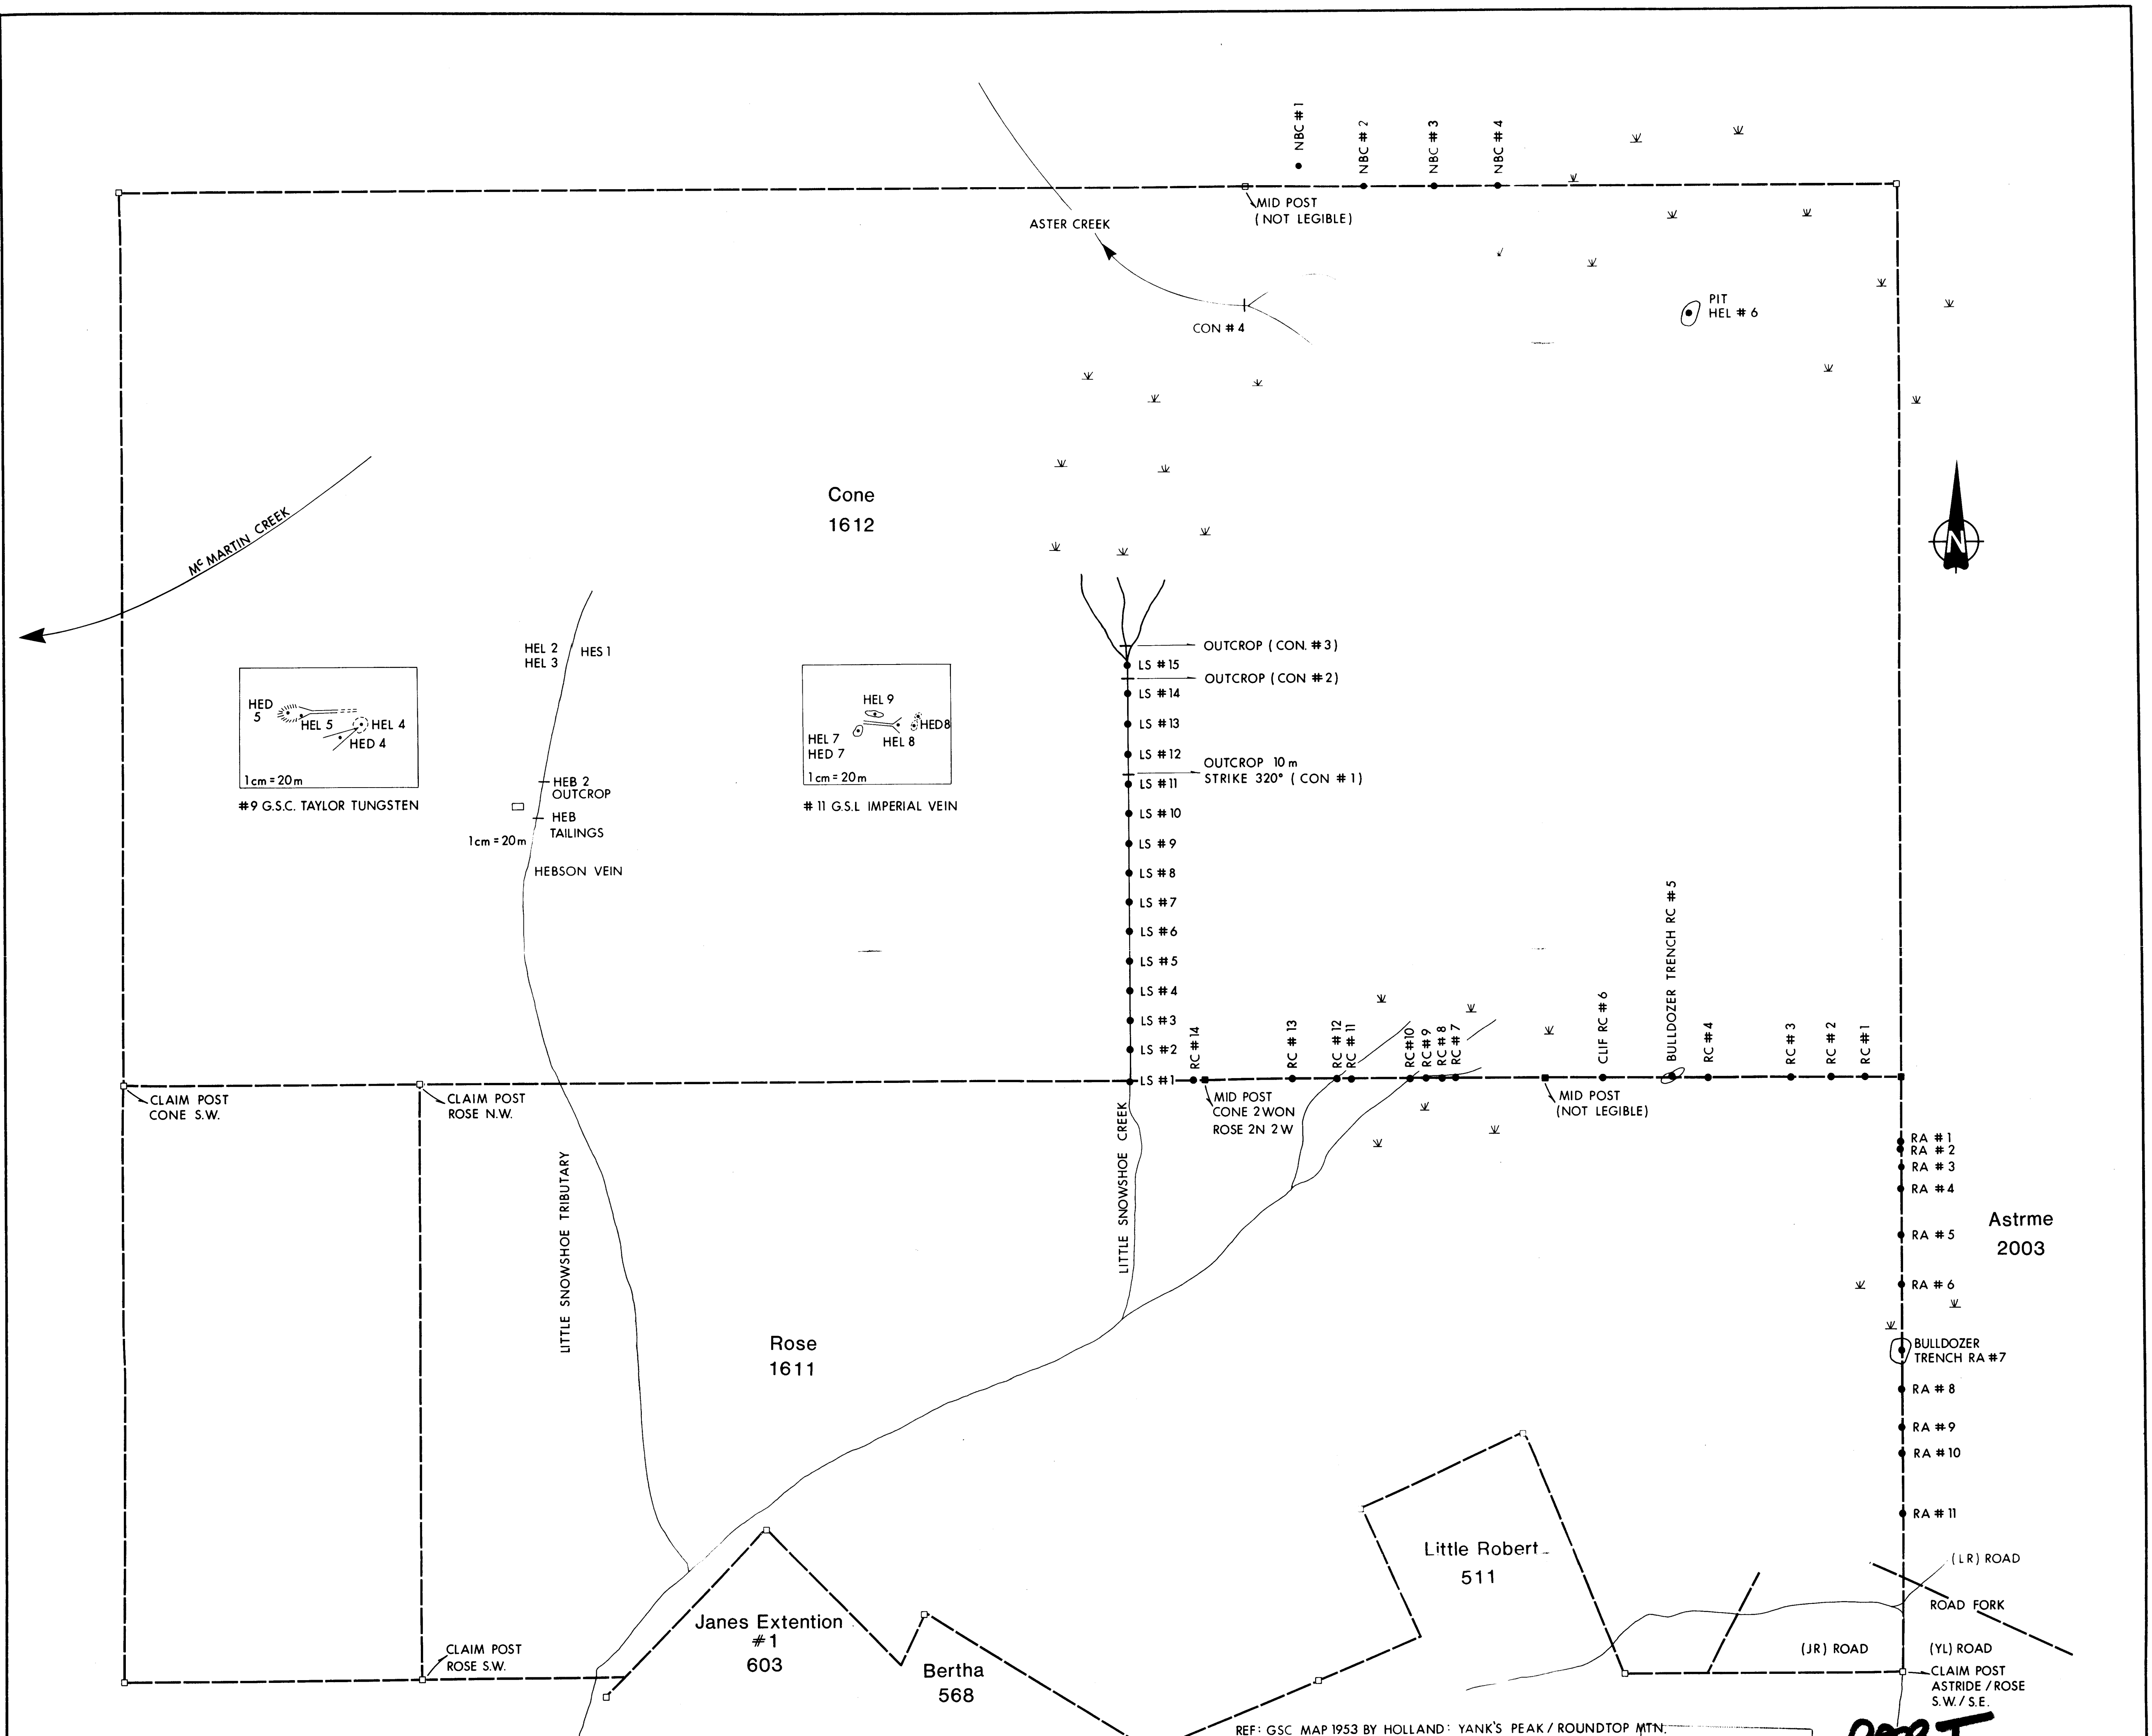 NBC # 1
NBC # 2
NBC # 3
NBC # 4
MID POST
(NOT LEGIBLE)
ASTER CREEK
CON # 4
PIT
HEL # 6
Cone
1612
Mc MARTIN CREEK
N
HEL 2
HEL 3
HES 1
OUTCROP (CON. # 3)
LS # 15
OUTCROP (CON # 2)
LS # 14
LS # 13
LS # 12
OUTCROP 10 m
STRIKE 320° (CON # 1)
LS # 11
LS # 10
LS # 9
LS # 8
LS # 7
LS # 6
LS # 5
LS # 4
LS # 3
LS # 2
LS # 1
HED
5
HEL 5
HEL 4
HED 4
1cm = 20m
#9 G.S.C. TAYLOR TUNGSTEN
HEB 2
OUTCROP
HEB
TAILINGS
1cm = 20m
HEBSON VEIN
HEL 9
HED8
HEL 7
HED 7
HEL 8
1cm = 20m
# 11 G.S.L IMPERIAL VEIN
RC # 14
RC # 13
RC # 12
RC # 11
RC #10
RC # 9
RC # 8
RC # 7
CLIF RC # 6
BULLDOZER TRENCH RC # 5
RC # 4
RC # 3
RC # 2
RC # 1
CLAIM POST
CONE S.W.
CLAIM POST
ROSE N.W.
MID POST
CONE 2WON
ROSE 2N 2W
MID POST
(NOT LEGIBLE)
LITTLE SNOWSHOE TRIBUTARY
LITTLE SNOWSHOE CREEK
RA # 1
RA # 2
RA # 3
RA # 4
RA # 5
RA # 6
BULLDOZER
TRENCH RA #7
RA # 8
RA # 9
RA # 10
RA # 11
Astrme
2003
Rose
1611
Little Robert
511
(LR) ROAD
ROAD FORK
(JR) ROAD
(YL) ROAD
CLAIM POST
ASTRIDE / ROSE
S.W. / S.E.
CLAIM POST
ROSE S.W.
Janes Extention
#1
603
Bertha
568
REF: GSC MAP 1953 BY HOLLAND: YANK'S PEAK / ROUNDTOP MTN.